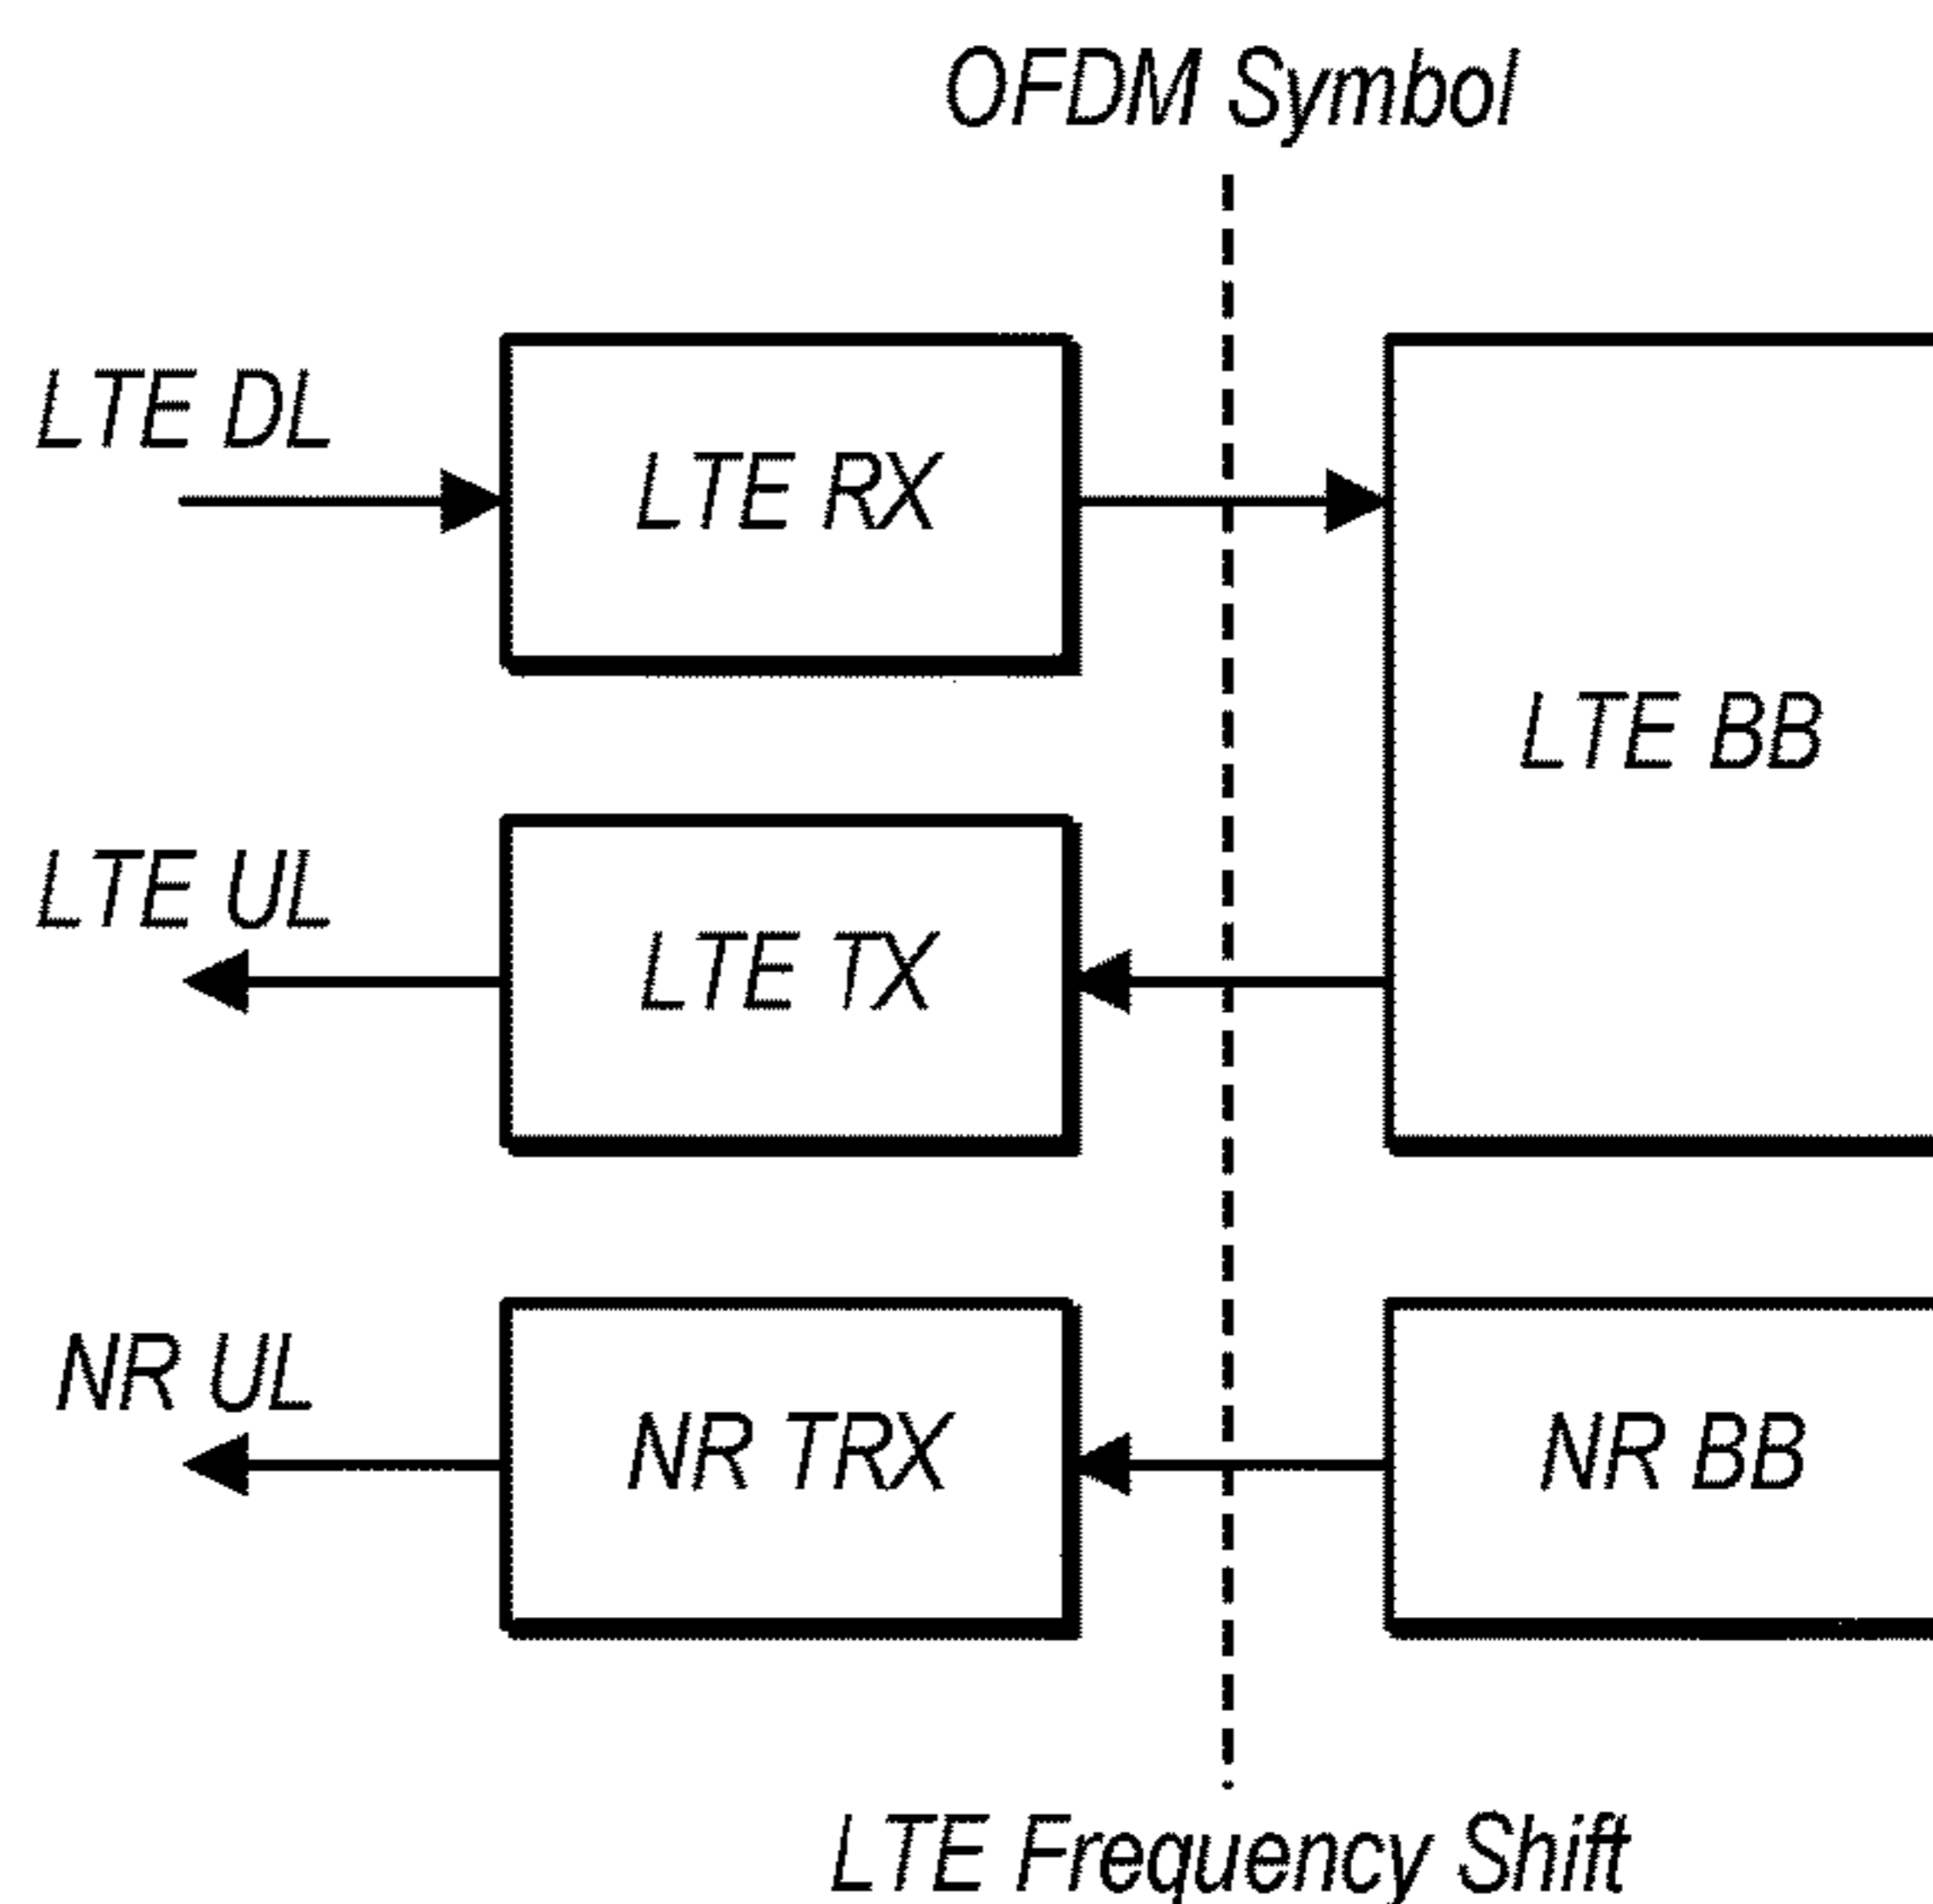 OFDM Symbol
LTE DL
LTE RX
LTE BB
LTE UL
LTE TX
NR UL
NR TRX
NR BB
LTE Frequency Shift